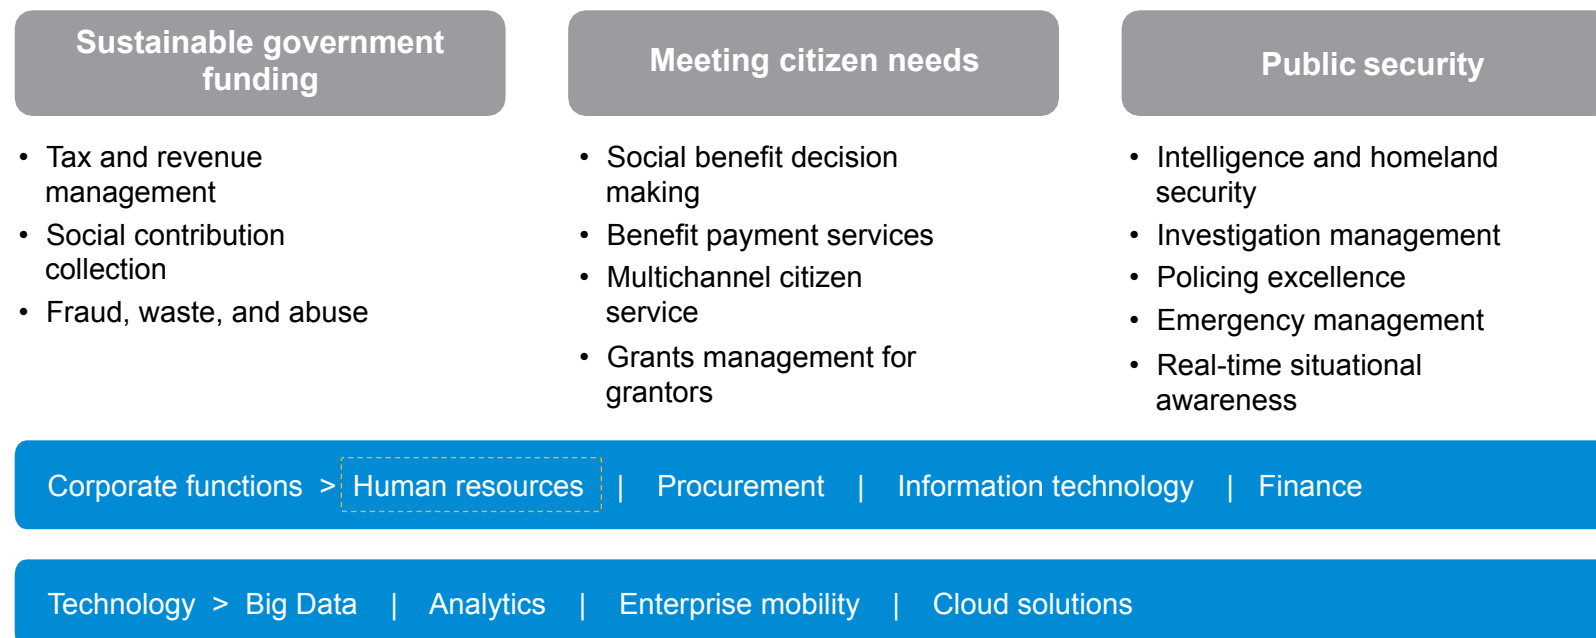 Sustainable government
funding
• Tax and revenue
management
• Social contribution
collection
• Fraud, waste, and abuse
Meeting citizen needs
• Social benefit decision
making
• Benefit payment services
• Multichannel citizen
service
• Grants management for
grantors
Public security
• Intelligence and homeland
security
• Investigation management
• Policing excellence
• Emergency management
• Real-time situational
awareness
Corporate functions > Human resources | Procurement | Information technology | Finance
Technology > Big Data | Analytics | Enterprise mobility | Cloud solutions